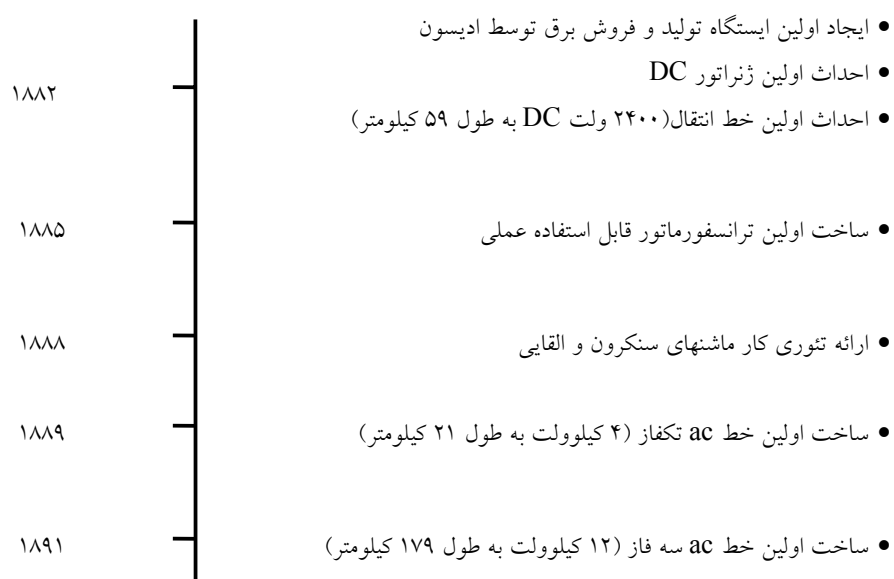 • ایجاد اولین ایستگاه تولید و فروش برق توسط ادیسون
• احداث اولین ژنراتور DC
۱۸۸۲
• احداث اولین خط انتقال(۲۴۰۰ ولت DC به طول ۵۹ کیلومتر)
• ساخت اولین ترانسفورماتور قابل استفاده عملی
۱۸۸۵
• ارائه تئوری کار ماشنهای سنکرون و القایی
۱۸۸۸
• ساخت اولین خط ac تکفاز (۴ کیلوولت به طول ۲۱ کیلومتر)
۱۸۸۹
• ساخت اولین خط ac سه فاز (۱۲ کیلوولت به طول ۱۷۹ کیلومتر)
۱۸۹۱